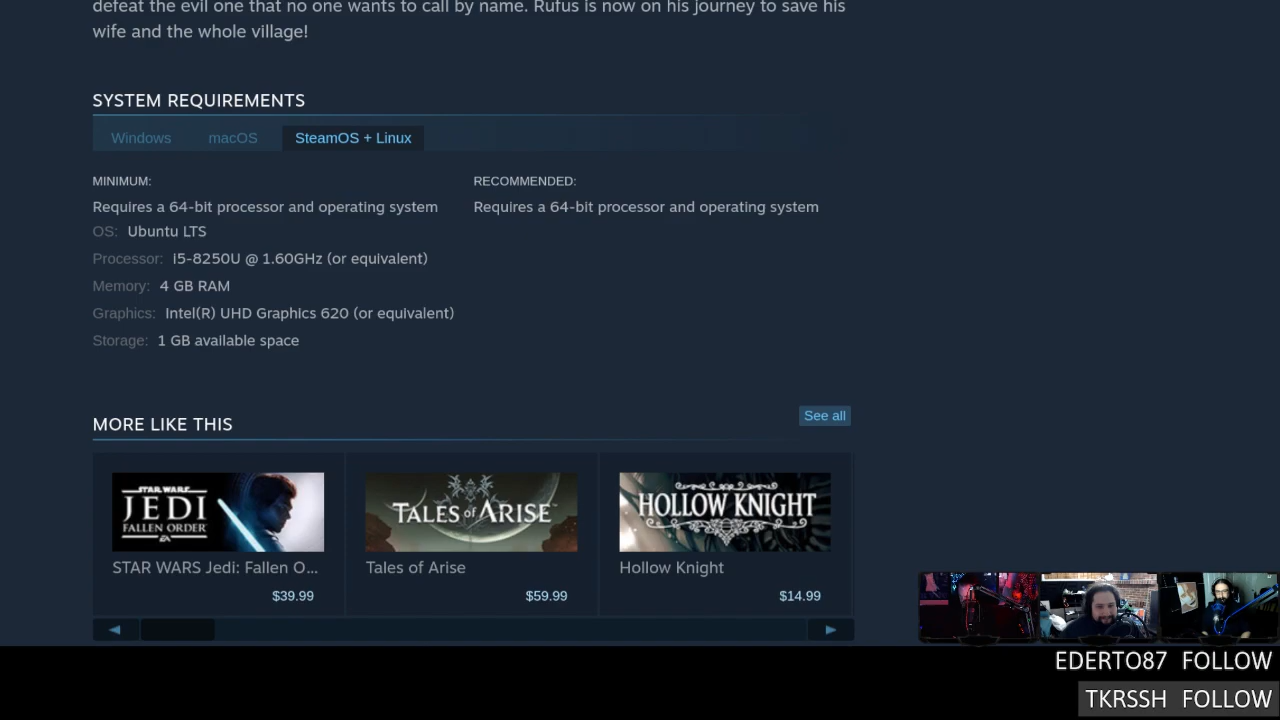 defeat the evil one that no one wants to call by name. Rufus is now on his journey to save his
wife and the whole village!
SYSTEM REQUIREMENTS
Windows macOS SteamOS + Linux
MINIMUM:
Requires a 64-bit processor and operating system
OS: Ubuntu LTS
Processor: I5-8250U @ 1.60GHz (or equivalent)
Memory: 4 GB RAM
Graphics: Intel(R) UHD Graphics 620 (or equivalent)
Storage: 1 GB available space
RECOMMENDED:
Requires a 64-bit processor and operating system
MORE LIKE THIS
See all
STAR WARS
JEDI
FALLEN ORDER
EA
STAR WARS Jedi: Fallen O...
$39.99
TALES of ARISE
Tales of Arise
$59.99
HOLLOW KNIGHT
Hollow Knight
$14.99
EDERTO87 FOLLOW
TKRSSH FOLLOW